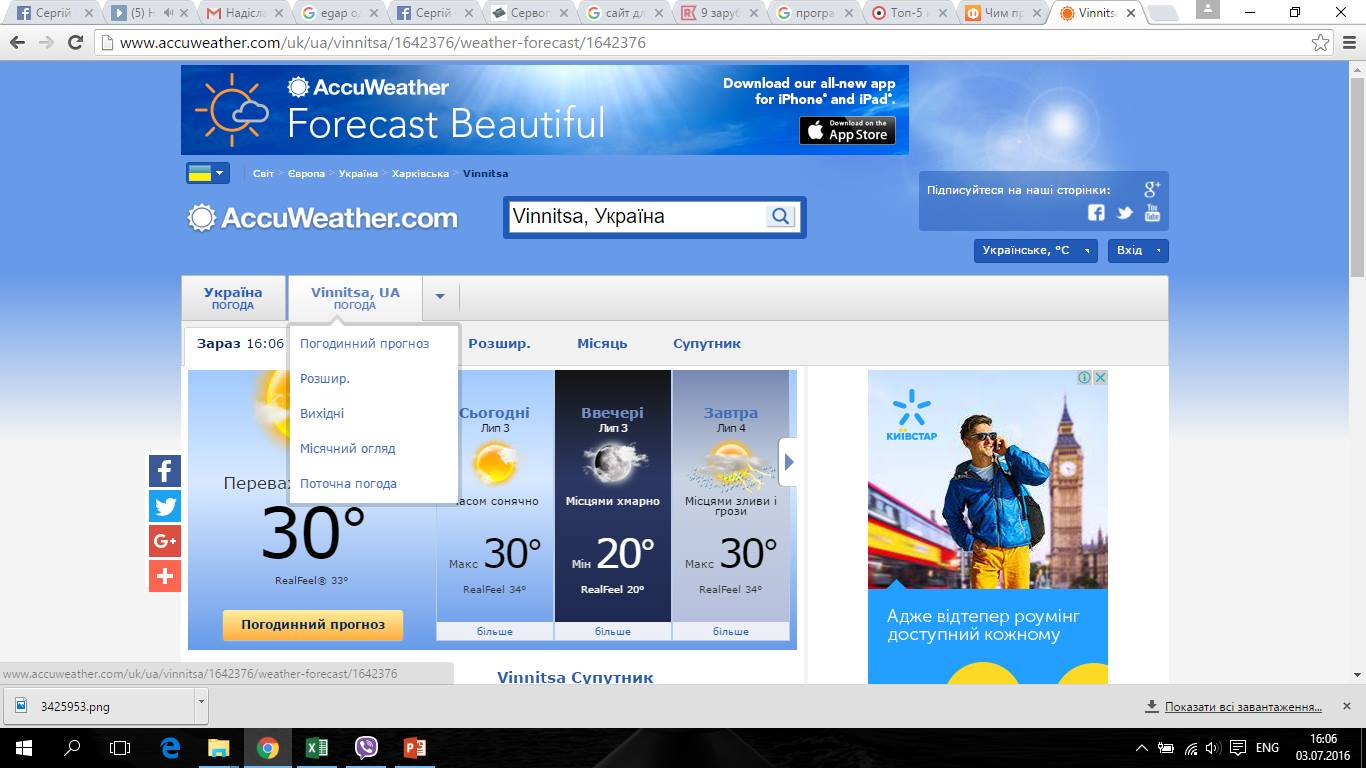 Сергій
(5) Н
Надісла
egap о
Сергій
Сервоп
сайт дл
9 заруб
програ
Топ-5 н
Чим пр
Vinnits
www.accuweather.com/uk/ua/vinnitsa/1642376/weather-forecast/1642376
AccuWeather
Forecast Beautiful
Download our all-new app
for iPhone® and iPad®.
Download on the
App Store
Світ > Європа > Україна > Харківська > Vinnitsa
Підписуйтеся на наші сторінки:
AccuWeather.com
Vinnitsa, Україна
Українське, °C
Вхід
Україна
ПОГОДА
Vinnitsa, UA
ПОГОДА
Зараз 16:06
Розшир.
Місяць
Супутник
Погодинний прогноз
Розшир.
Вихідні
Місячний огляд
Поточна погода
30°
RealFeel® 33°
Погодинний прогноз
Сьогодні
Лип 3
часом сонячно
Макс 30°
RealFeel 34°
більше
Ввечері
Лип 3
Місцями хмарно
Мін 20°
RealFeel 20°
більше
Завтра
Лип 4
Місцями зливи і
грози
Макс 30°
RealFeel 34°
більше
КИЇВСТАР
Адже відтепер роумінг
доступний кожному
Vinnitsa Супутник
www.accuweather.com/uk/ua/vinnitsa/1642376/weather-forecast/1642376
3425953.png
Показати всі завантаження...
ENG
16:06
03.07.2016